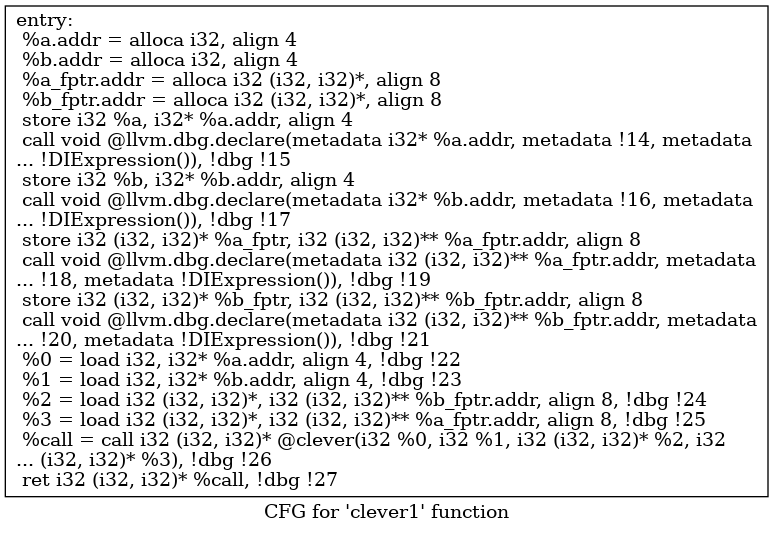 entry:
%a.addr = alloca i32, align 4
%b.addr = alloca i32, align 4
%a_fptr.addr = alloca i32 (i32, i32)*, align 8
%b_fptr.addr = alloca i32 (i32, i32)*, align 8
store i32 %a, i32* %a.addr, align 4
call void @llvm.dbg.declare(metadata i32* %a.addr, metadata !14, metadata
... !DIExpression()), !dbg !15
store i32 %b, i32* %b.addr, align 4
call void @llvm.dbg.declare(metadata i32* %b.addr, metadata !16, metadata
... !DIExpression()), !dbg !17
store i32 (i32, i32)* %a_fptr, i32 (i32, i32)** %a_fptr.addr, align 8
call void @llvm.dbg.declare(metadata i32 (i32, i32)** %a_fptr.addr, metadata
... !18, metadata !DIExpression()), !dbg !19
store i32 (i32, i32)* %b_fptr, i32 (i32, i32)** %b_fptr.addr, align 8
call void @llvm.dbg.declare(metadata i32 (i32, i32)** %b_fptr.addr, metadata
... !20, metadata !DIExpression()), !dbg !21
%0 = load i32, i32* %a.addr, align 4, !dbg !22
%1 = load i32, i32* %b.addr, align 4, !dbg !23
%2 = load i32 (i32, i32)*, i32 (i32, i32)** %b_fptr.addr, align 8, !dbg !24
%3 = load i32 (i32, i32)*, i32 (i32, i32)** %a_fptr.addr, align 8, !dbg !25
%call = call i32 (i32, i32)* @clever(i32 %0, i32 %1, i32 (i32, i32)* %2, i32
... (i32, i32)* %3), !dbg !26
ret i32 (i32, i32)* %call, !dbg !27
CFG for 'clever1' function